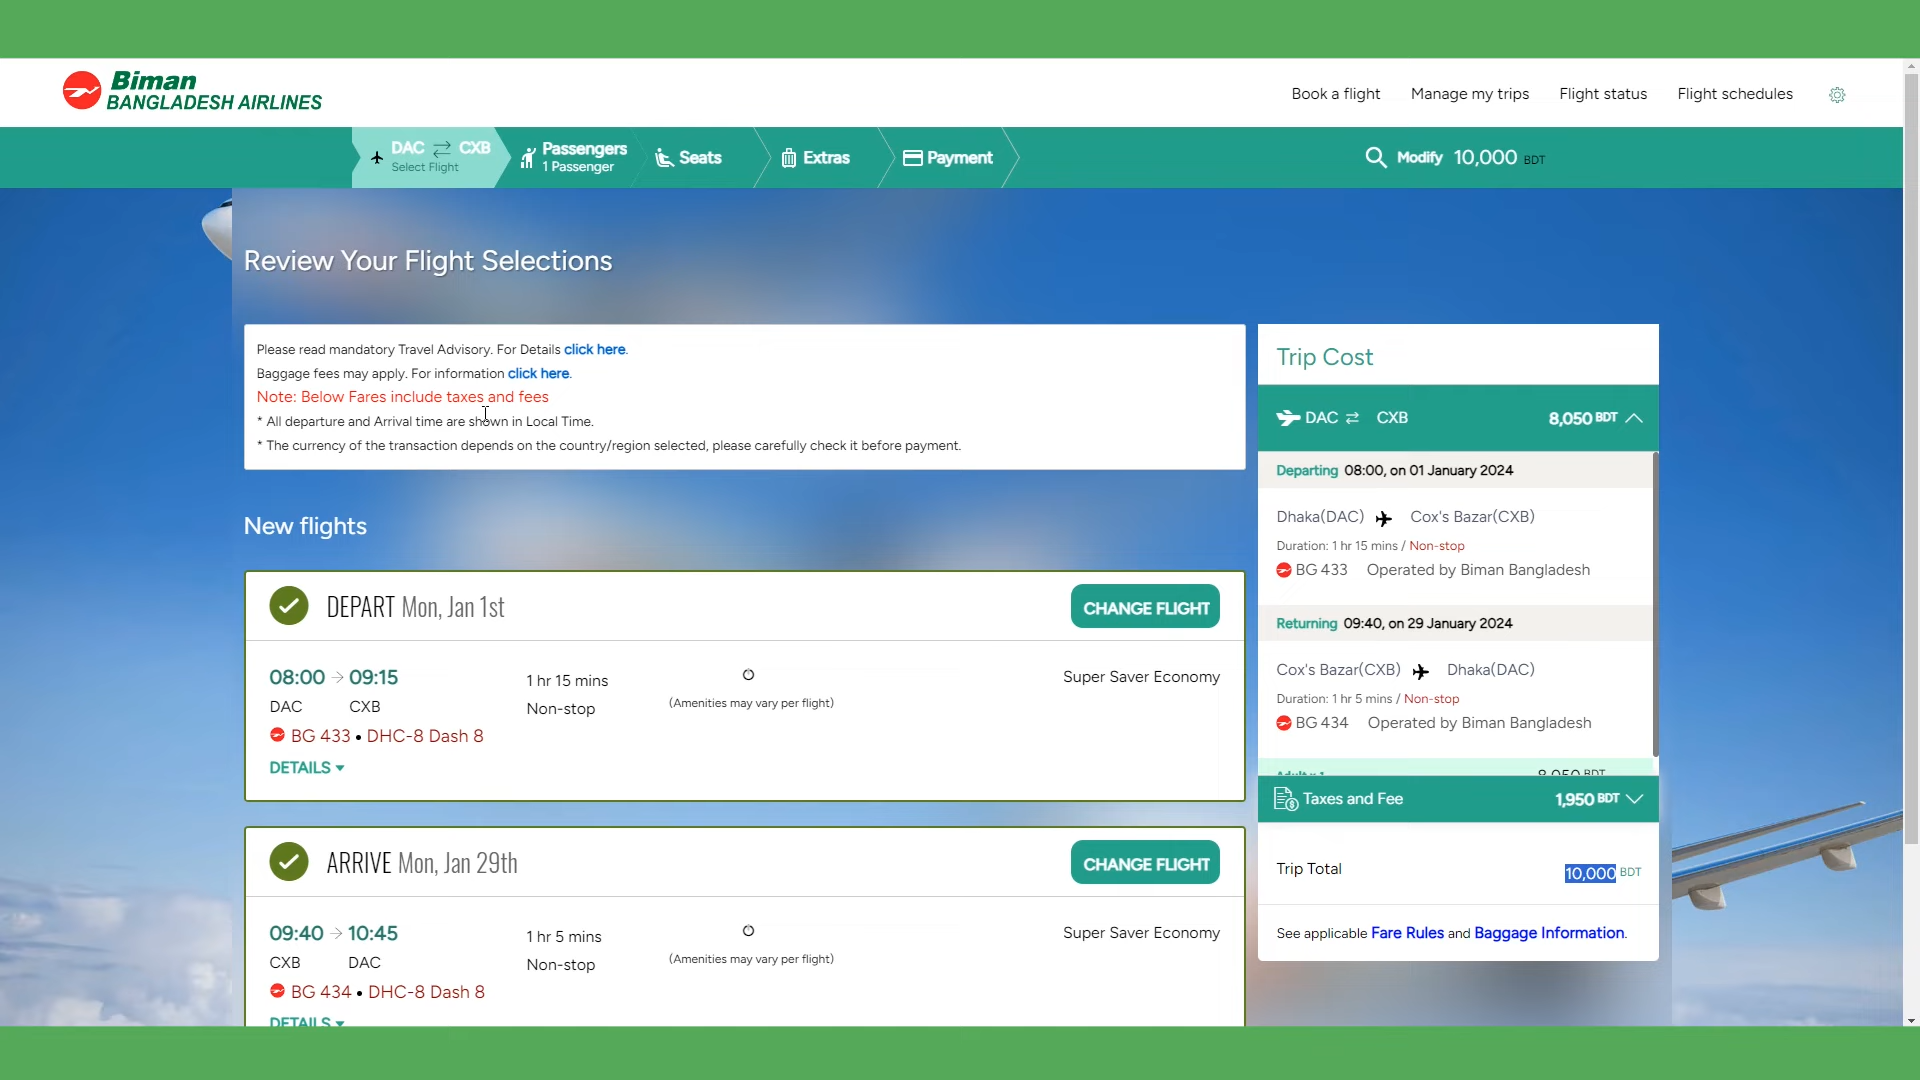 Biman
BANGLADESH AIRLINES
Book a flight
Manage my trips
Flight status
Flight schedules
DAC CXB
Select Flight
Passengers
1 Passenger
Seats
Extras
Payment
Modify 10,000 BDT
Review Your Flight Selections
Please read mandatory Travel Advisory. For Details click here.
Baggage fees may apply. For information click here.
Note: Below Fares include taxes and fees
* All departure and Arrival time are shown in Local Time.
* The currency of the transaction depends on the country/region selected, please carefully check it before payment.
New flights
DEPART Mon, Jan 1st
CHANGE FLIGHT
08:00 → 09:15
DAC CXB
1 hr 15 mins
Non-stop
(Amenities may vary per flight)
Super Saver Economy
BG 433 • DHC-8 Dash 8
DETAILS
ARRIVE Mon, Jan 29th
CHANGE FLIGHT
09:40 → 10:45
CXB DAC
1 hr 5 mins
Non-stop
(Amenities may vary per flight)
Super Saver Economy
BG 434 • DHC-8 Dash 8
DETAILS
Trip Cost
DAC CXB 8,050 BDT
Departing 08:00, on 01 January 2024
Dhaka(DAC) Cox's Bazar(CXB)
Duration: 1 hr 15 mins / Non-stop
BG 433 Operated by Biman Bangladesh
Returning 09:40, on 29 January 2024
Cox's Bazar(CXB) Dhaka(DAC)
Duration: 1 hr 5 mins / Non-stop
BG 434 Operated by Biman Bangladesh
Adult x 1 8,050 BDT
Taxes and Fee 1,950 BDT
Trip Total 10,000 BDT
See applicable Fare Rules and Baggage Information.